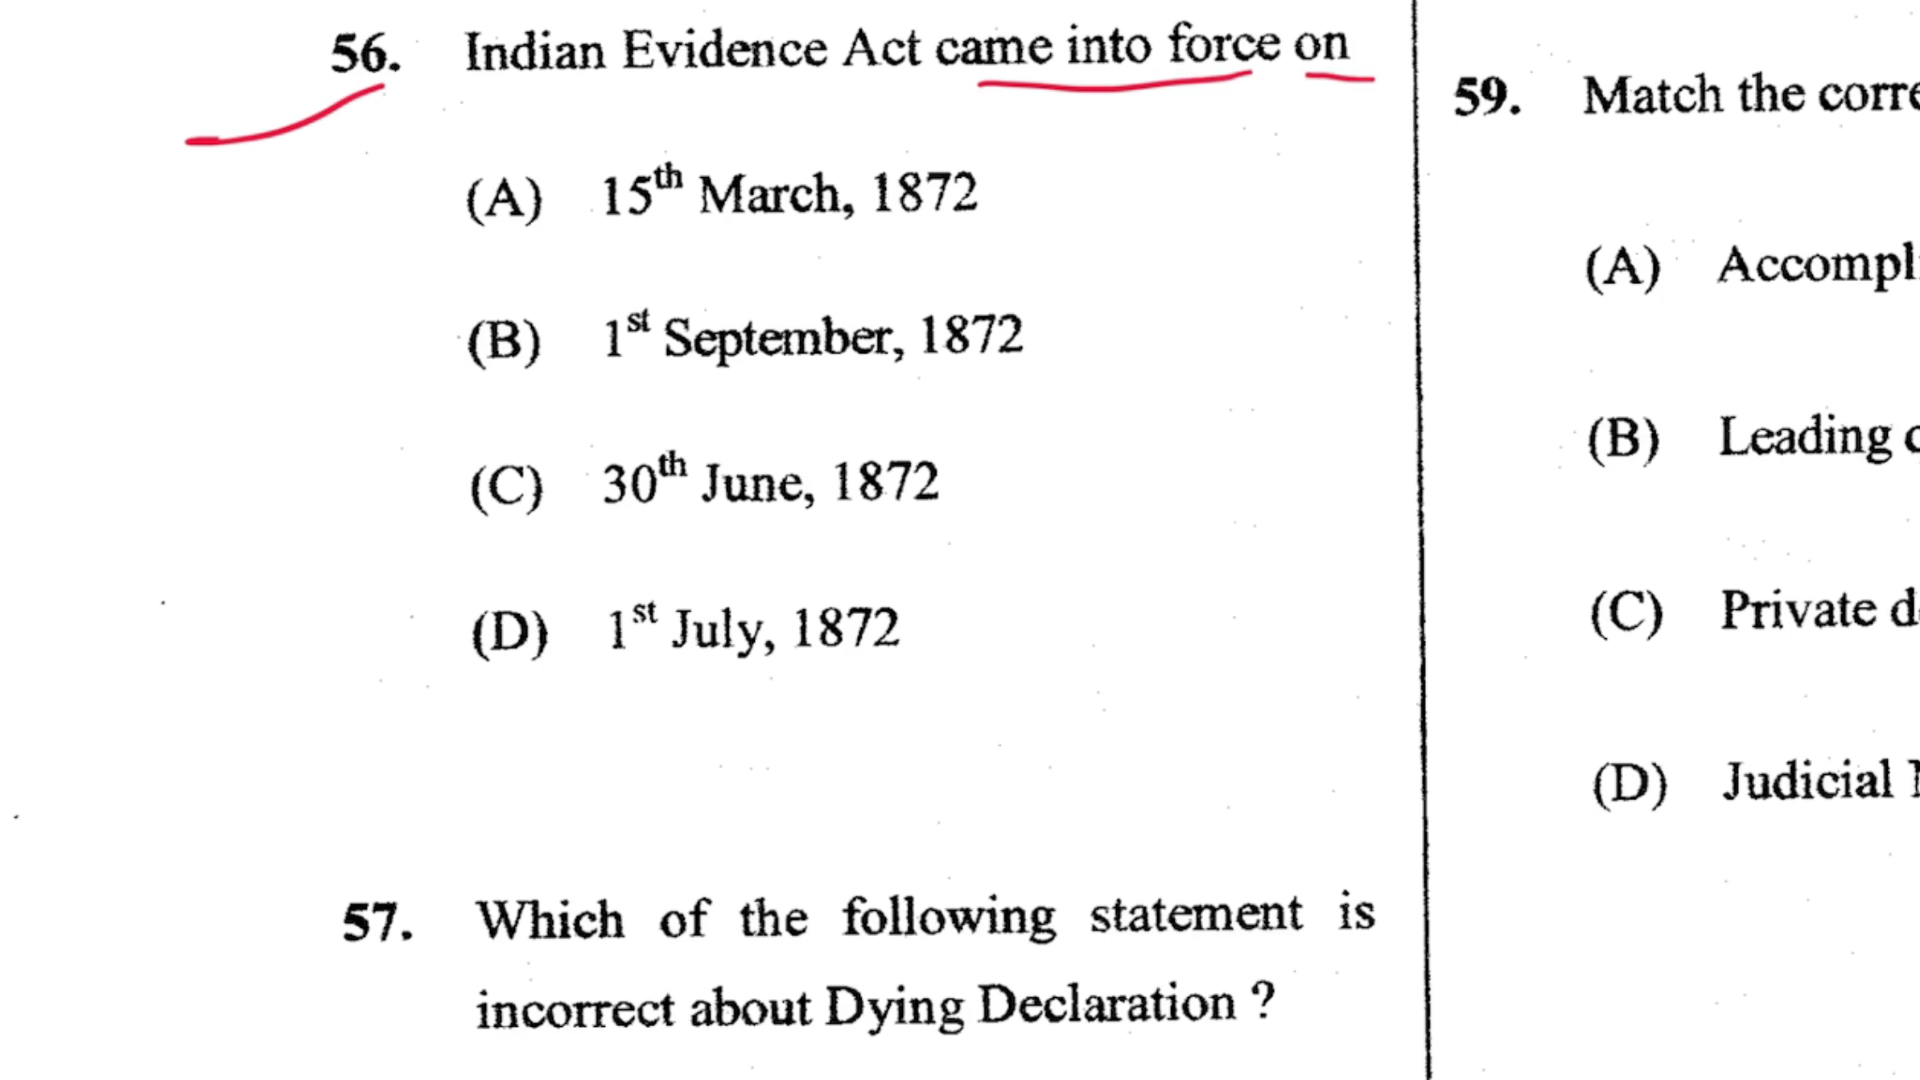 56. Indian Evidence Act came into force on
(A) 15th March, 1872
(B) 1st September, 1872
(C) 30th June, 1872
(D) 1st July, 1872
57. Which of the following statement is
incorrect about Dying Declaration ?
59. Match the corre
(A) Accompl
(B) Leading
(C) Private d
(D) Judicial